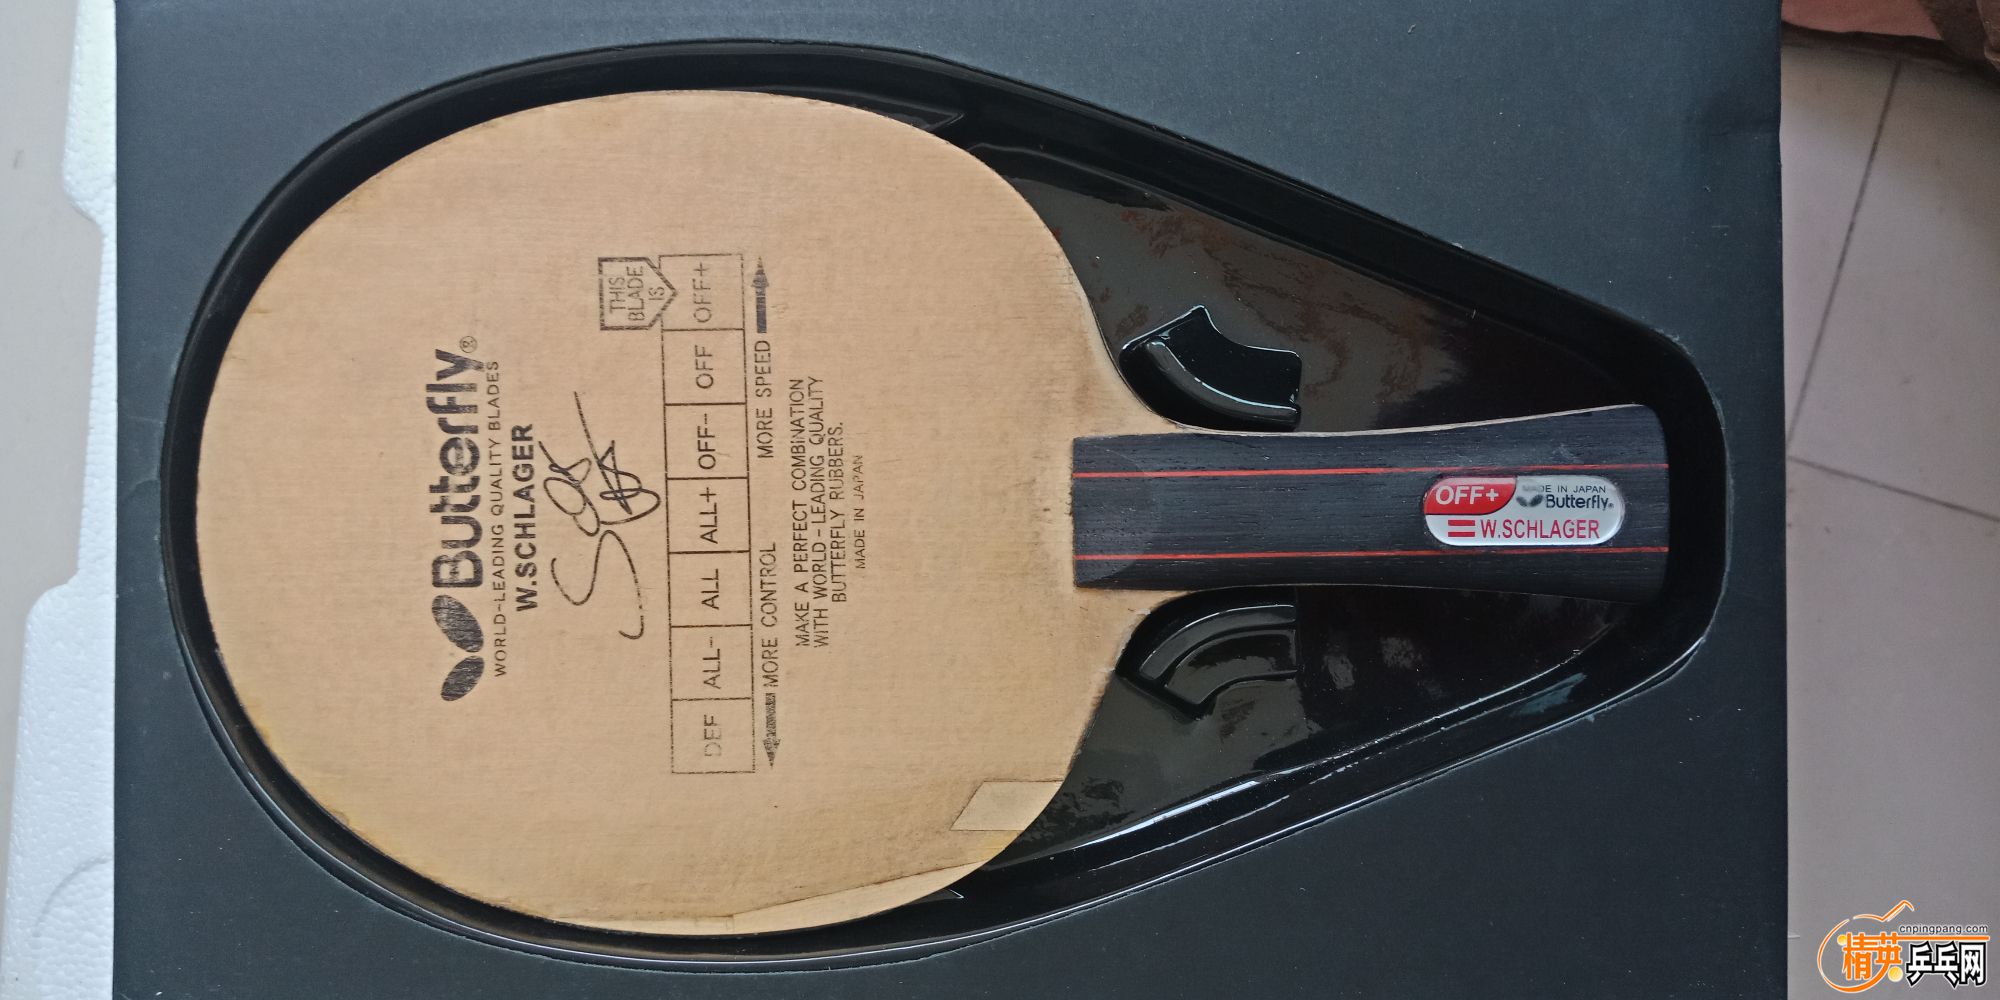 Butterfly®
WORLD-LEADING QUALITY BLADES
W.SCHLAGER
THIS
BLADE
IS
DEF ALL- ALL ALL+ OFF- OFF OFF+
MORE CONTROL MORE SPEED
MAKE A PERFECT COMBINATION
WITH WORLD-LEADING QUALITY
BUTTERFLY RUBBERS.
MADE IN JAPAN
OFF+
MADE IN JAPAN
Butterfly®
W.SCHLAGER
cnpingpang.com
精英乒乓网